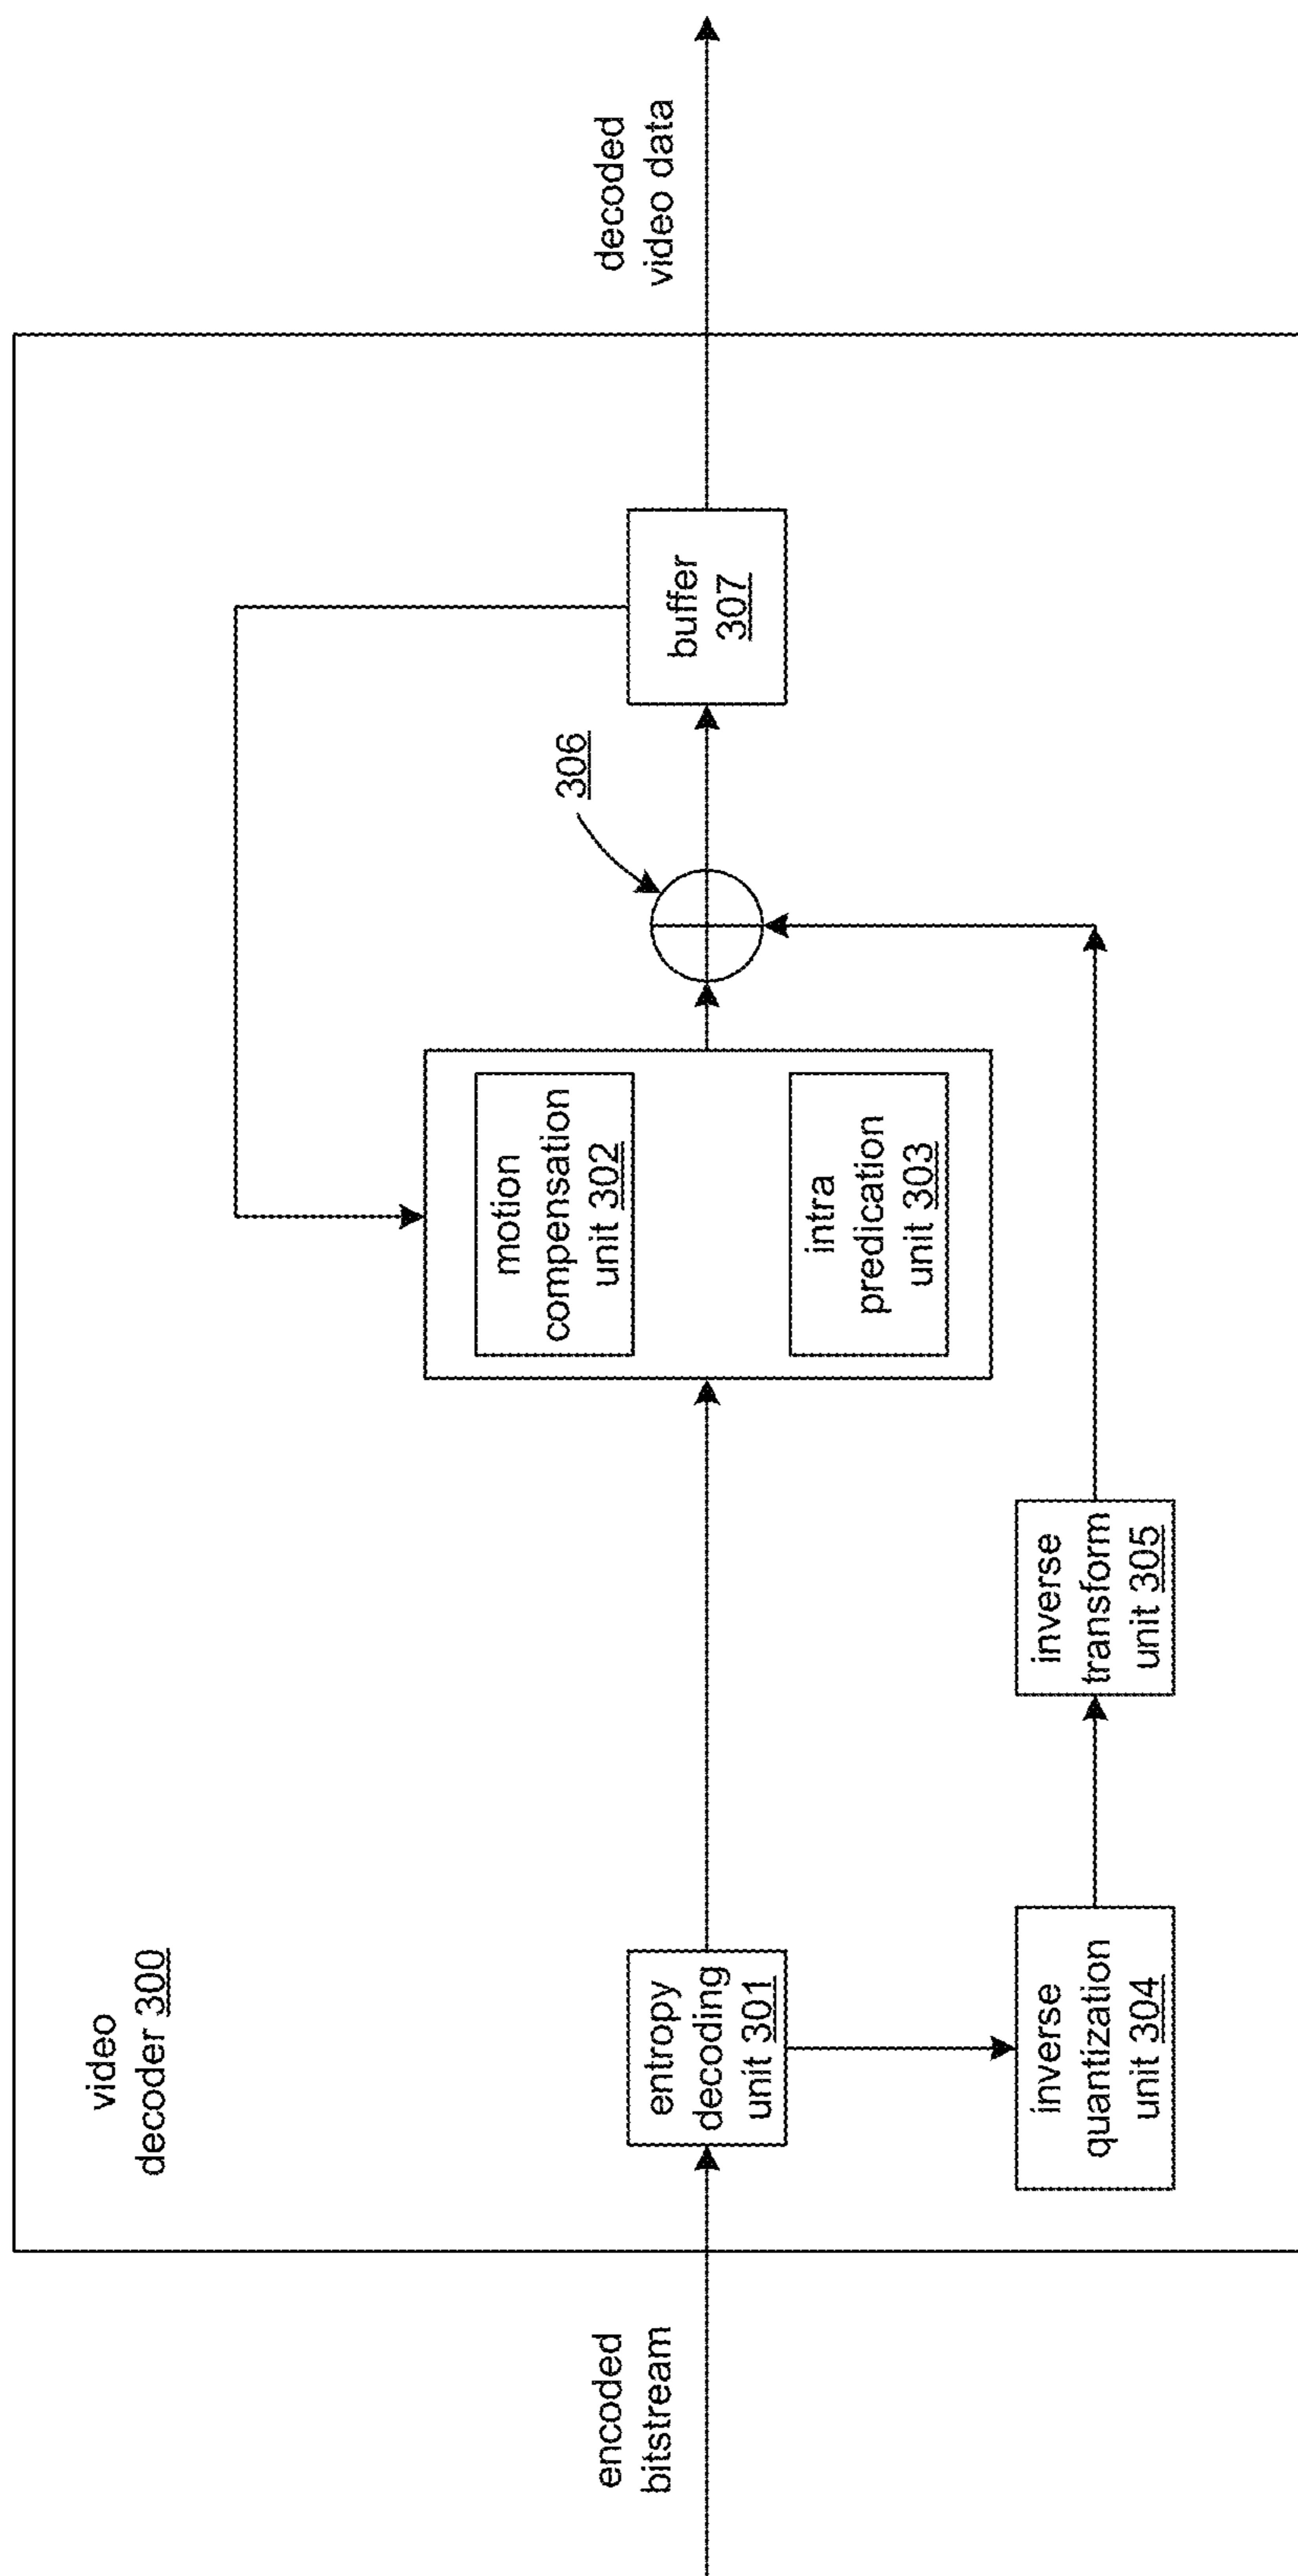 video
decoder 300
encoded
bitstream
entropy
decoding
unit 301
inverse
quantization
unit 304
inverse
transform
unit 305
motion
compensation
unit 302
intra
predication
unit 303
306
buffer
307
decoded
video data